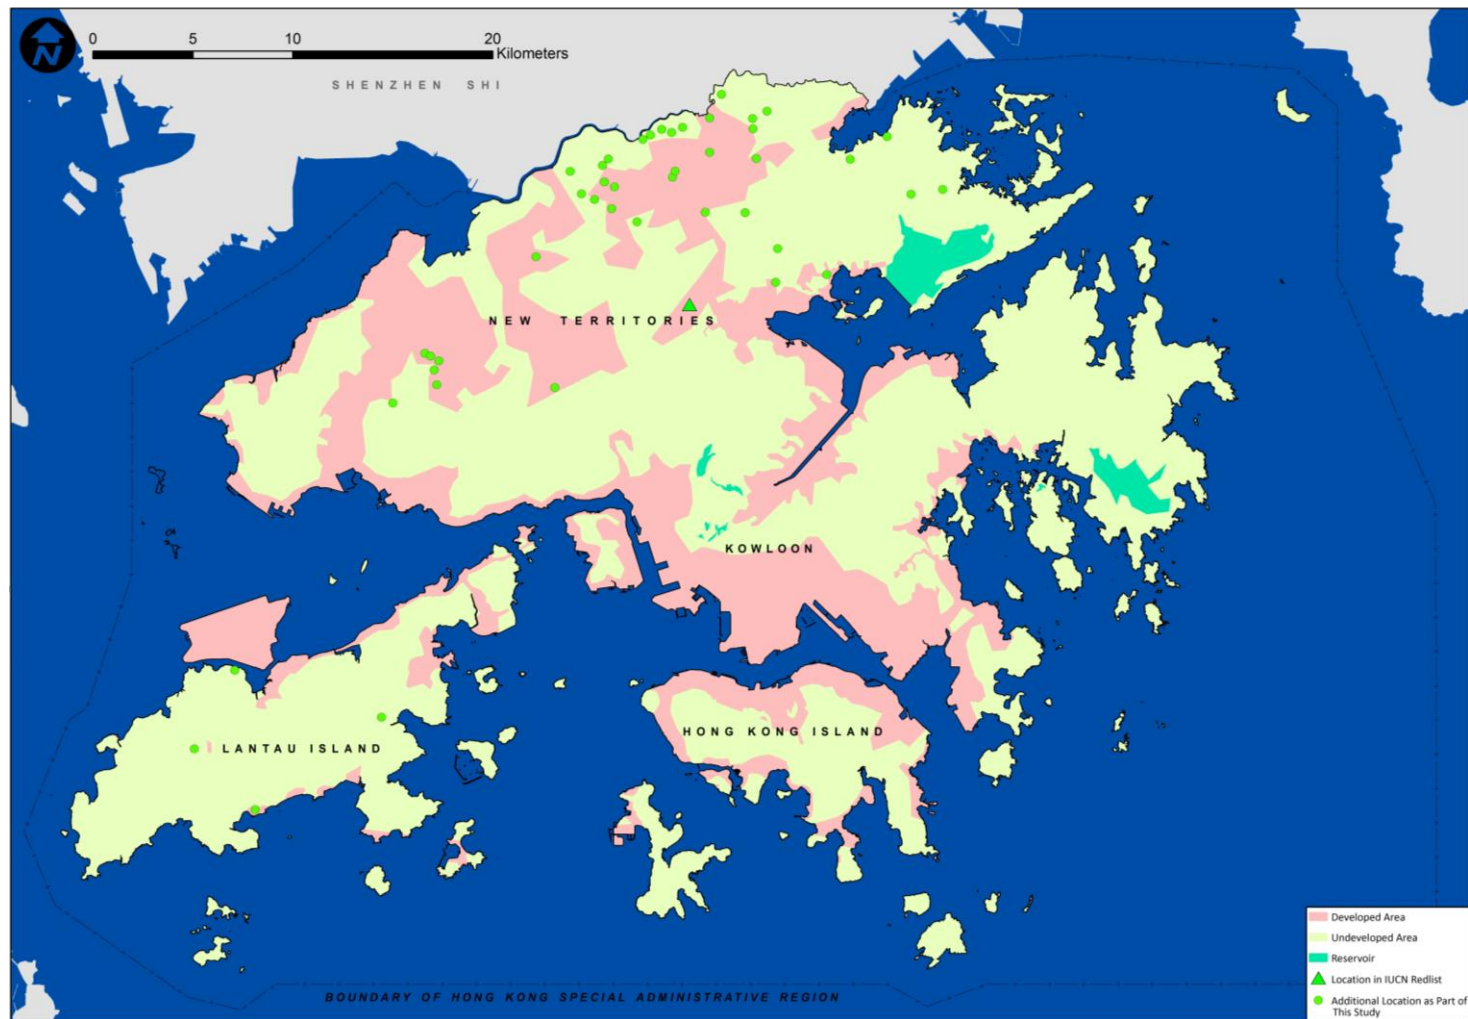 N
0 5 10 20
Kilometers
SHENZHEN SHI
NEW TERRITORIES
KOWLOON
HONG KONG ISLAND
LANTAU ISLAND
BOUNDARY OF HONG KONG SPECIAL ADMINISTRATIVE REGION
Developed Area
Undeveloped Area
Reservoir
Location in IUCN Redlist
Additional Location as Part of
This Study